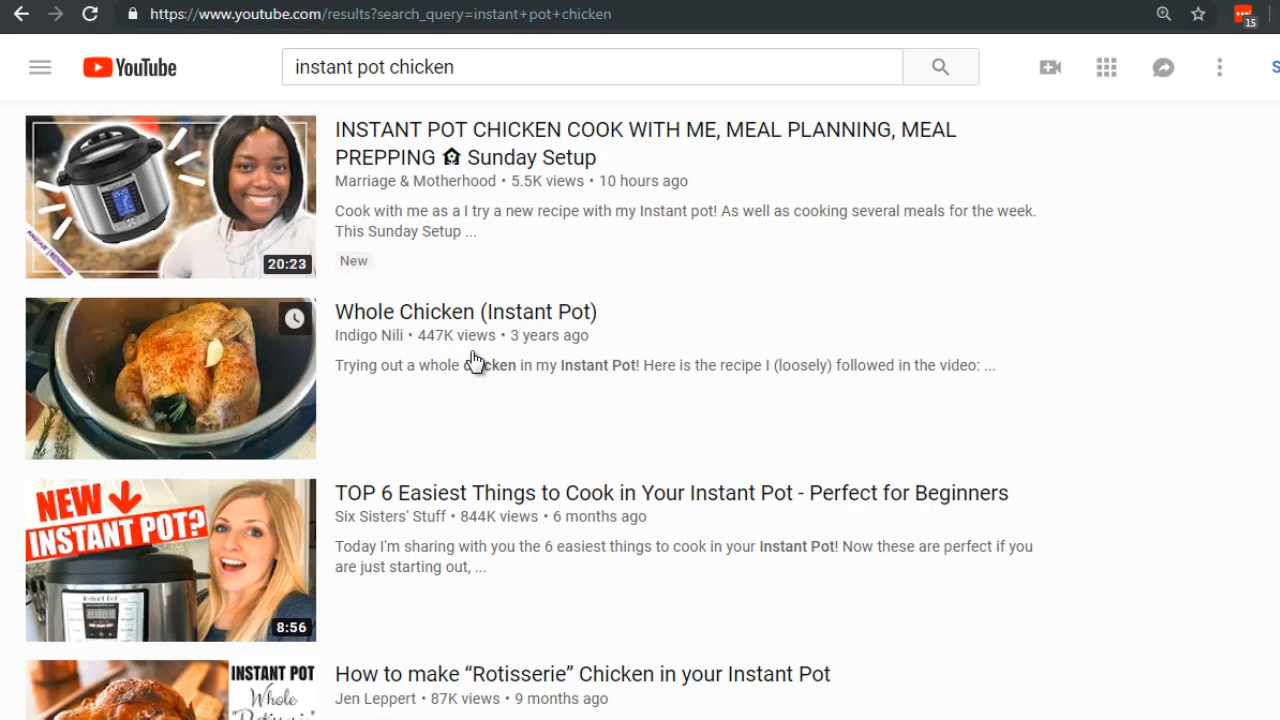 https://www.youtube.com/results?search_query=instant+pot+chicken
15
YouTube
instant pot chicken
S
INSTANT POT CHICKEN COOK WITH ME, MEAL PLANNING, MEAL
PREPPING 🏠 Sunday Setup
Marriage & Motherhood • 5.5K views • 10 hours ago
Cook with me as a I try a new recipe with my Instant pot! As well as cooking several meals for the week.
This Sunday Setup ...
New
20:23
Whole Chicken (Instant Pot)
Indigo Nili • 447K views • 3 years ago
Trying out a whole chicken in my Instant Pot! Here is the recipe I (loosely) followed in the video: ...
NEW
INSTANT POT?
Instant Pot
8:56
TOP 6 Easiest Things to Cook in Your Instant Pot - Perfect for Beginners
Six Sisters' Stuff • 844K views • 6 months ago
Today I'm sharing with you the 6 easiest things to cook in your Instant Pot! Now these are perfect if you
are just starting out, ...
INSTANT POT
Whole
How to make “Rotisserie” Chicken in your Instant Pot
Jen Leppert • 87K views • 9 months ago